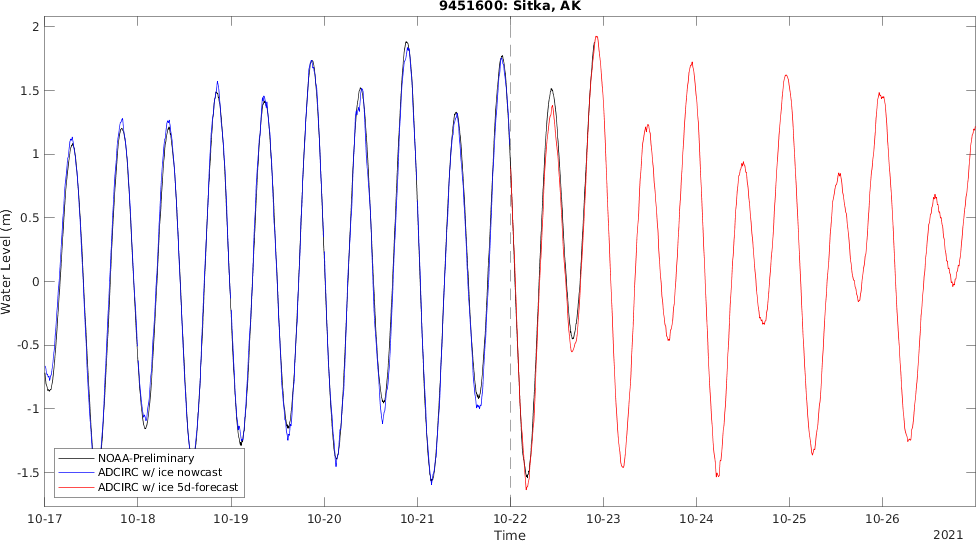 9451600: Sitka, AK
Water Level (m)
2
1.5
1
0.5
0
-0.5
-1
-1.5
NOAA-Preliminary
ADCIRC w/ ice nowcast
ADCIRC w/ ice 5d-forecast
10-17 10-18 10-19 10-20 10-21 10-22 10-23 10-24 10-25 10-26
Time
2021